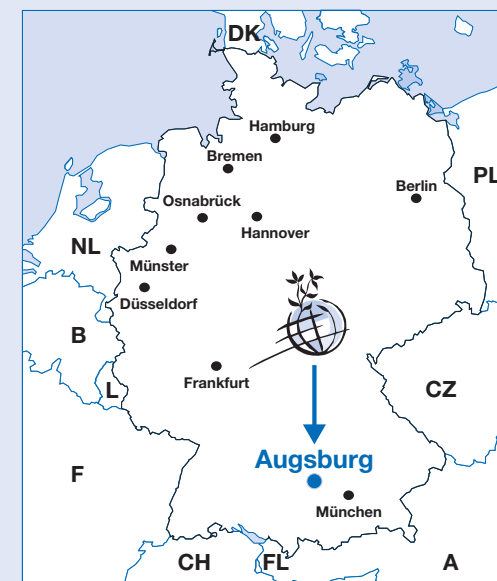 DK
Hamburg
Bremen
PL
Berlin
Osnabrück
Hannover
NL
Münster
Düsseldorf
B
Frankfurt
L
CZ
Augsburg
F
München
CH
FL
A